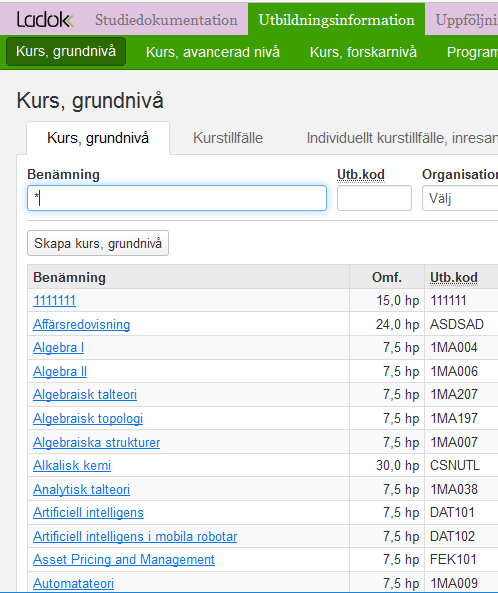 Ladok Studiedokumentation Utbildningsinformation Uppföljni
Kurs, grundnivå Kurs, avancerad nivå Kurs, forskarnivå Program
Kurs, grundnivå
Kurs, grundnivå Kurstillfälle Individuellt kurstillfälle, inresan
Benämning Utb.kod Organisation
* Välj
Skapa kurs, grundnivå
Benämning Omf. Utb.kod
1111111 15,0 hp 111111
Affärsredovisning 24,0 hp ASDSAD
Algebra I 7,5 hp 1MA004
Algebra II 7,5 hp 1MA006
Algebraisk talteori 7,5 hp 1MA207
Algebraisk topologi 7,5 hp 1MA197
Algebraiska strukturer 7,5 hp 1MA007
Alkalisk kemi 30,0 hp CSNUTL
Analytisk talteori 7,5 hp 1MA038
Artificiell intelligens 7,5 hp DAT101
Artificiell intelligens i mobila robotar 7,5 hp DAT102
Asset Pricing and Management 7,5 hp FEK101
Automatateori 7,5 hp 1MA009